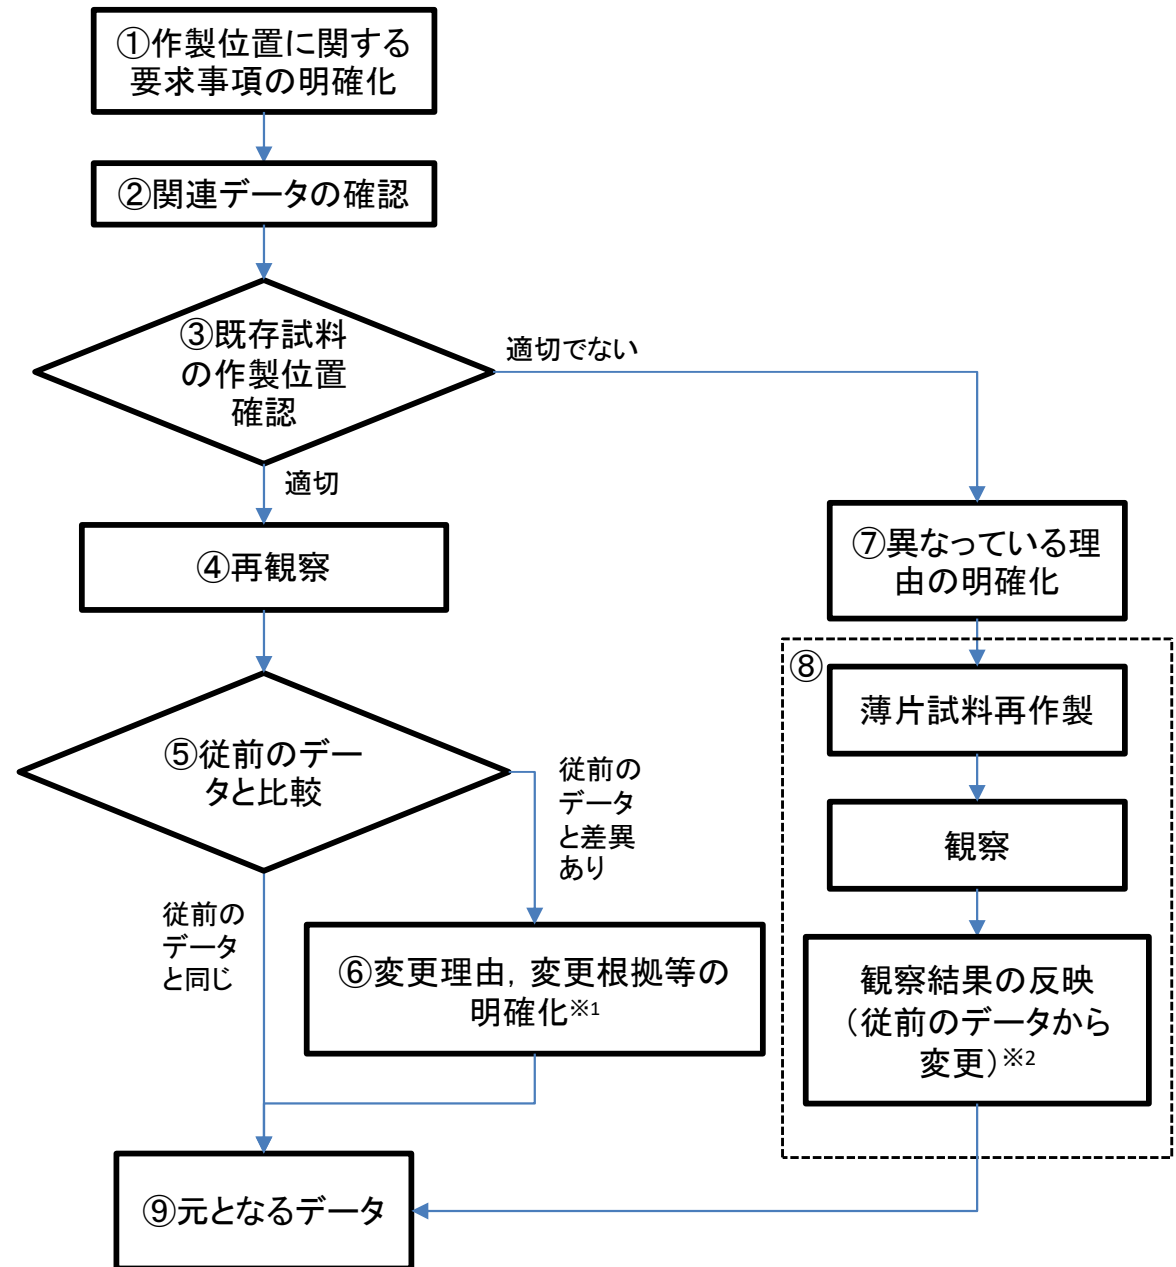 ①作製位置に関する
要求事項の明確化
②関連データの確認
③既存試料
の作製位置
確認
適切でない
適切
④再観察
⑤従前のデー
タと比較
従前の
データ
と差異
あり
従前の
データ
と同じ
⑥変更理由，変更根拠等の
明確化※1
⑦異なっている理
由の明確化
⑧
薄片試料再作製
観察
観察結果の反映
（従前のデータから
変更）※2
⑨元となるデータ